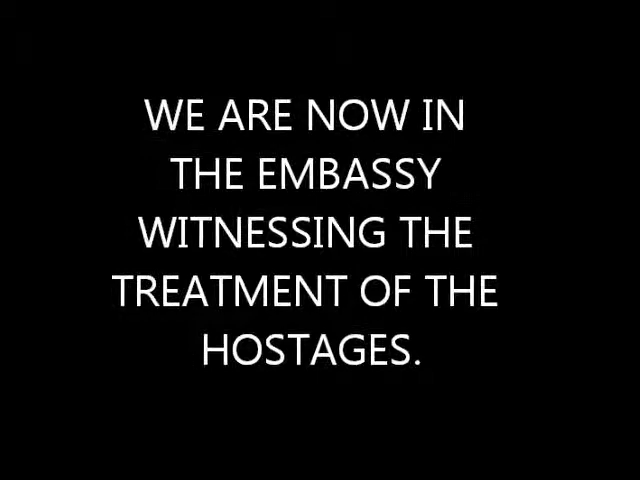 WE ARE NOW IN
THE EMBASSY
WITNESSING THE
TREATMENT OF THE
HOSTAGES.